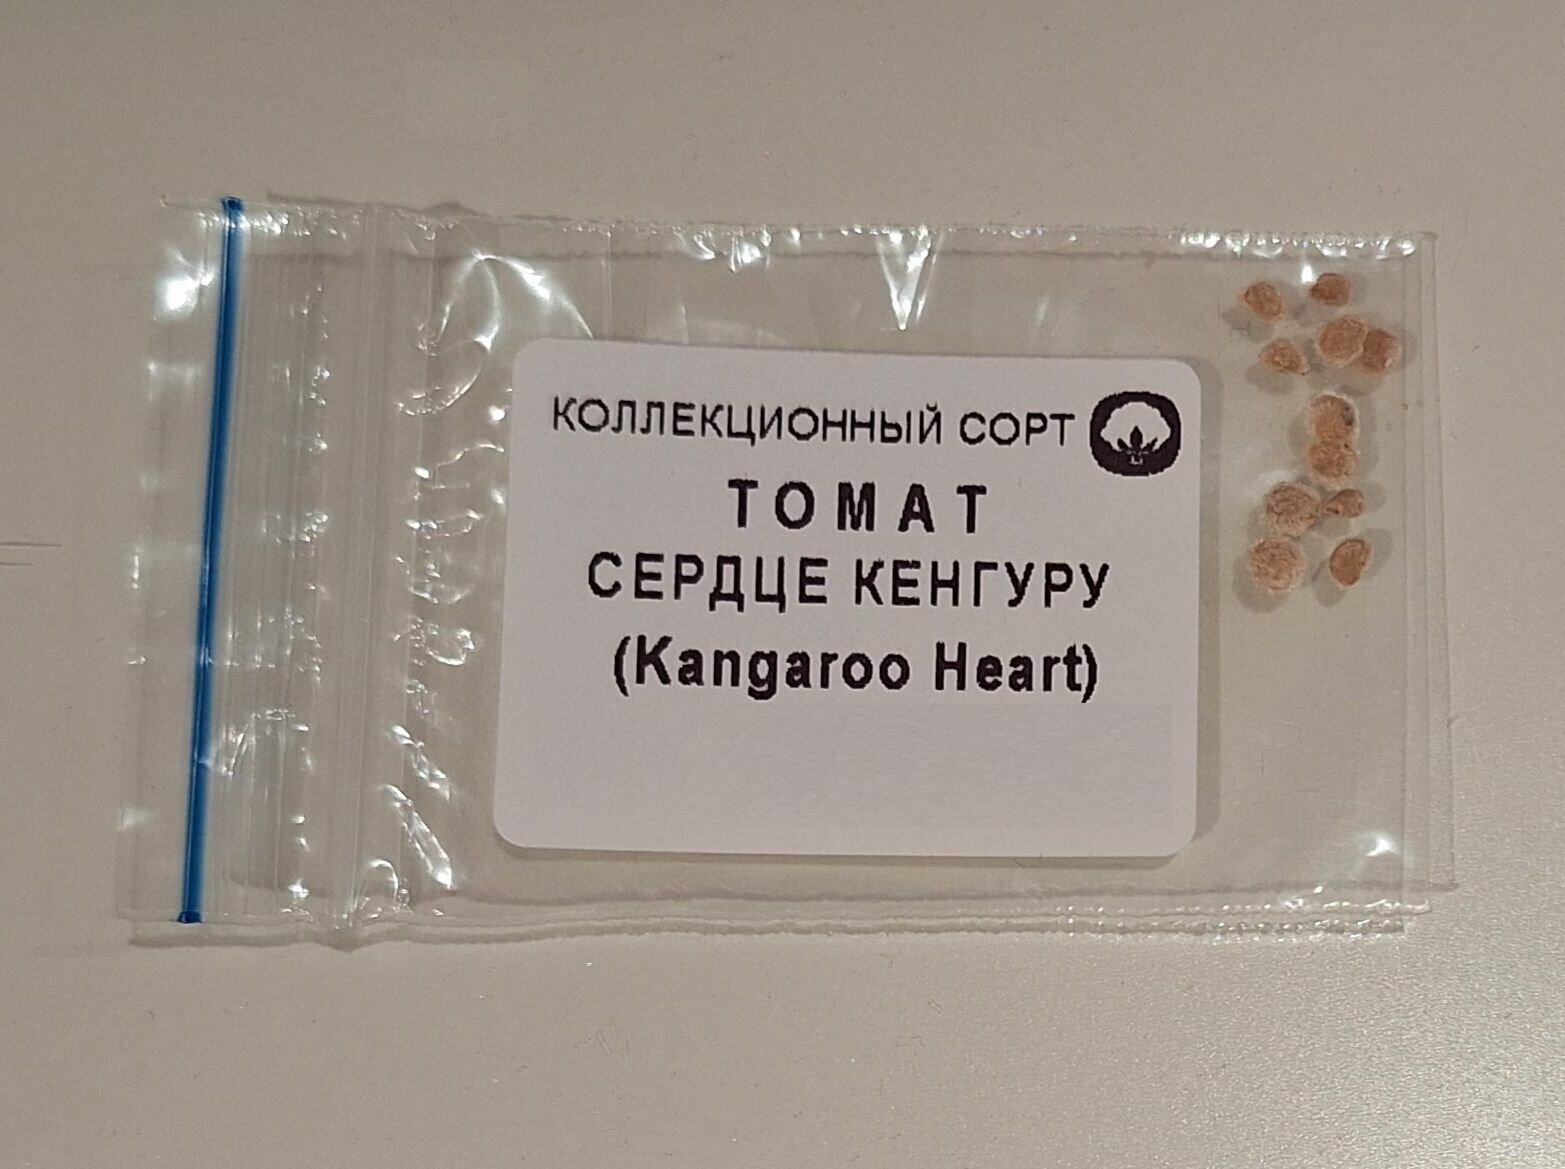 КОЛЛЕКЦИОННЫЙ СОРТ
ТОМАТ
СЕРДЦЕ КЕНГУРУ
(Kangaroo Heart)